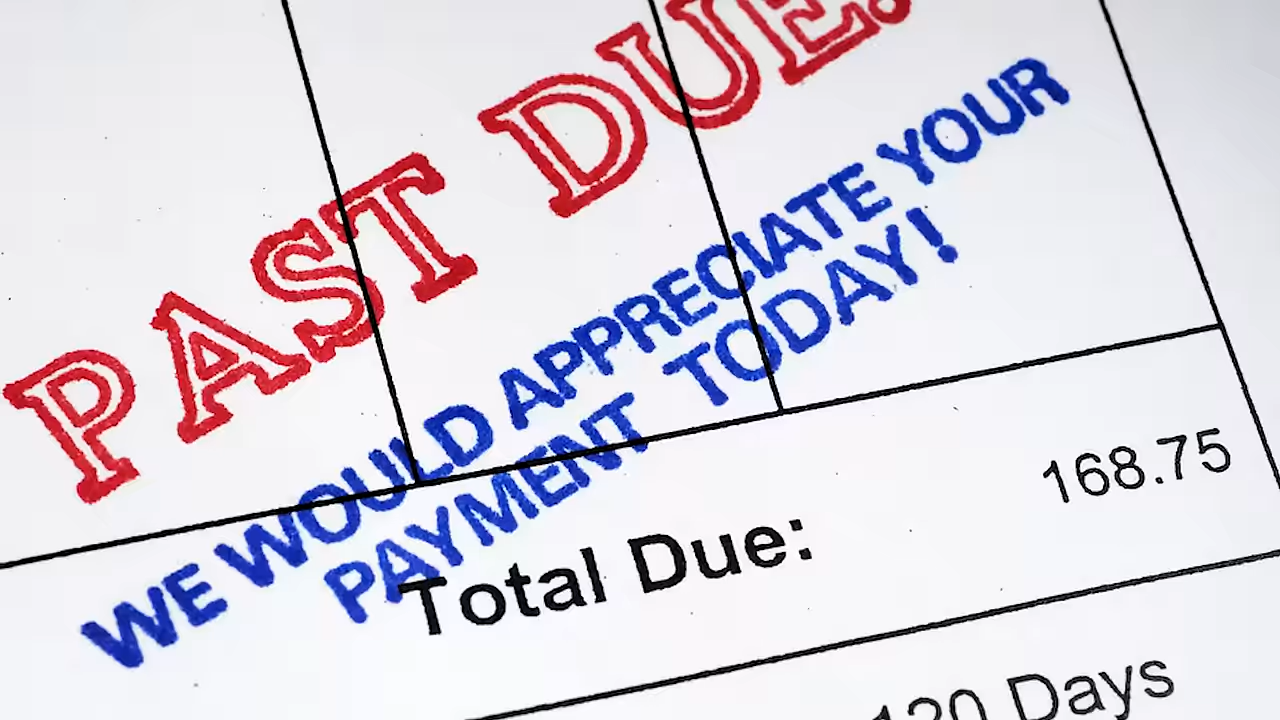 PAST DUE!
WE WOULD APPRECIATE YOUR
PAYMENT TODAY!
Total Due: 168.75
120 Days